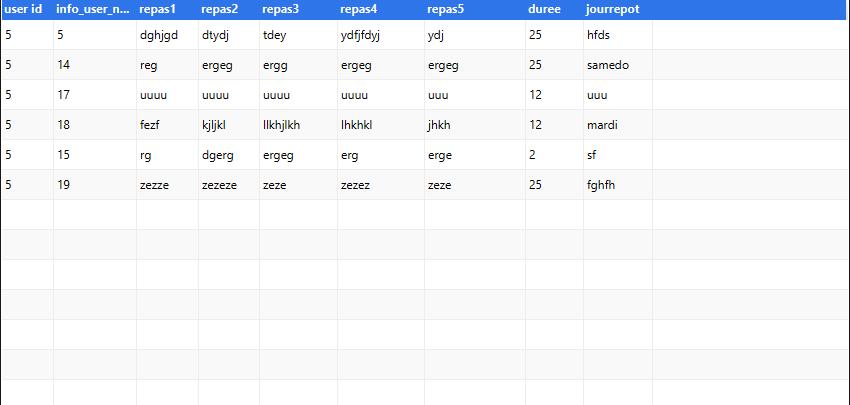 user id info_user_n... repas1 repas2 repas3 repas4 repas5 duree jourrepot
5 5 dghjgd dtydj tdey ydfjfdyj ydj 25 hfds
5 14 reg ergeg ergg ergeg ergeg 25 samedo
5 17 uuuu uuuu uuuu uuuu uuu 12 uuu
5 18 fezf kjljkl llkhjlkh lhkhkl jhkh 12 mardi
5 15 rg dgerg ergeg erg erge 2 sf
5 19 zezze zezeze zeze zezez zeze 25 fghfh